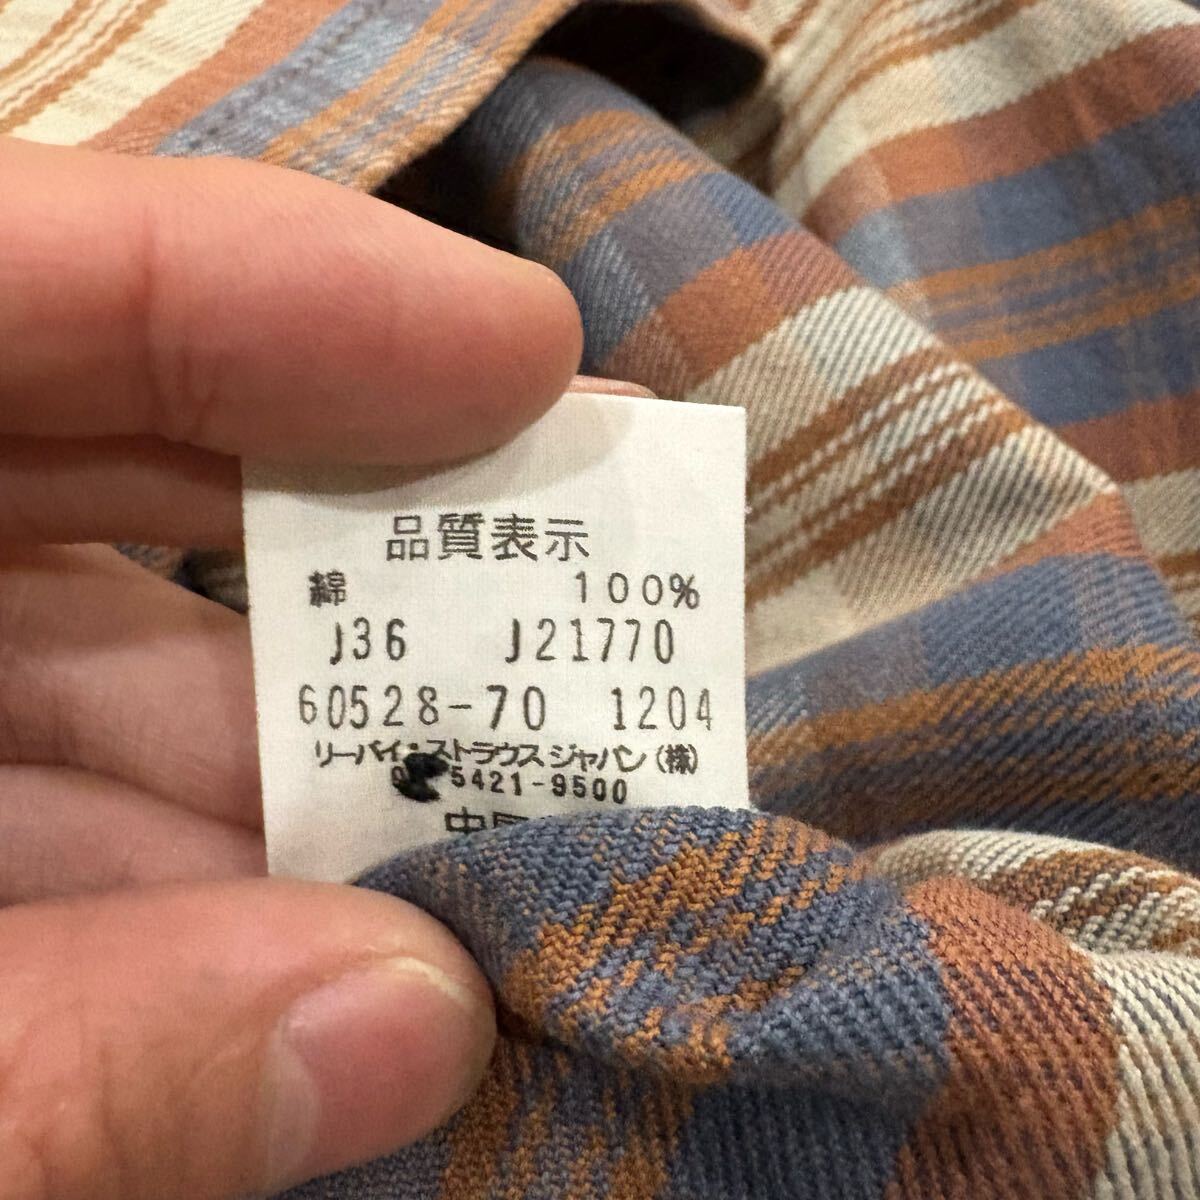 品質表示
綿 100%
J36 J21770
60528-70 1204
リーバイ・ストラウス ジャパン(株)
5421-9500